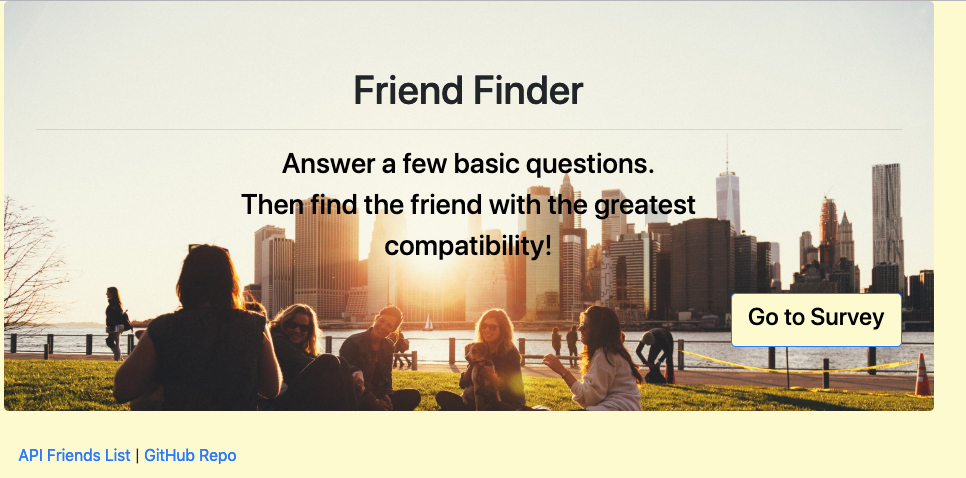 Friend Finder
Answer a few basic questions.
Then find the friend with the greatest
compatibility!
Go to Survey
API Friends List | GitHub Repo